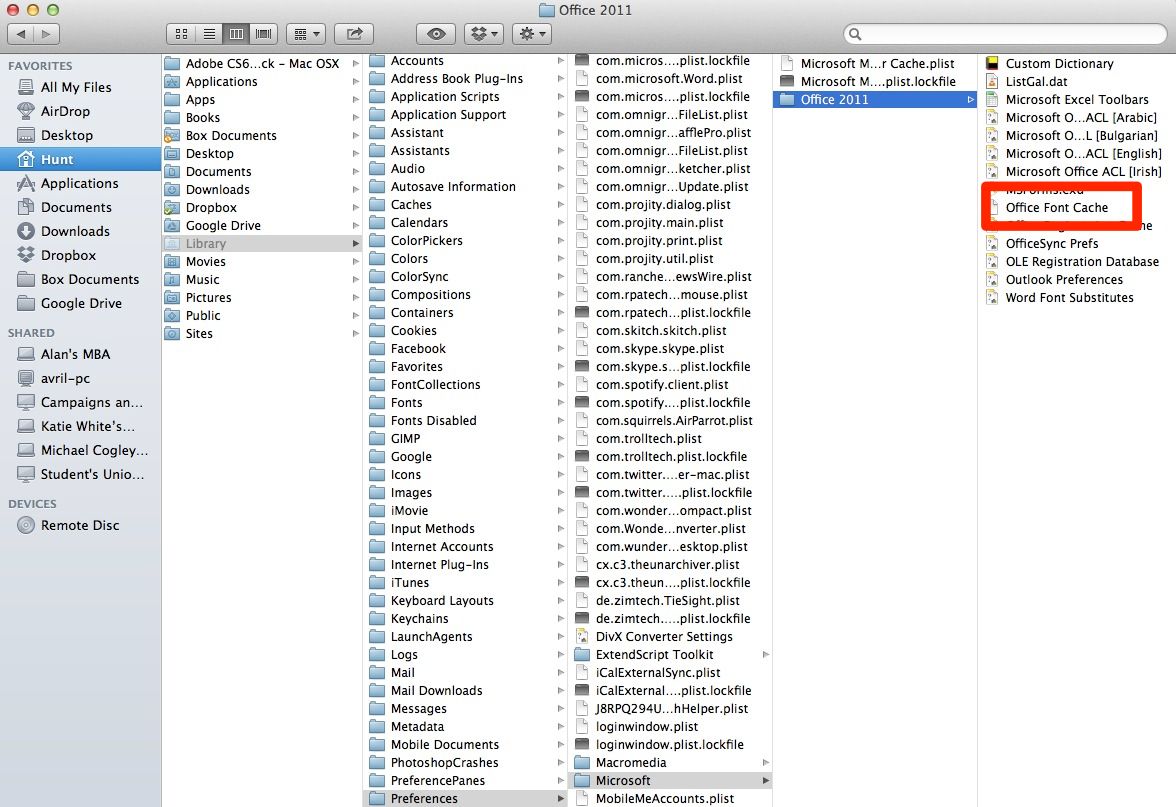 Office 2011
FAVORITES
All My Files
AirDrop
Desktop
Hunt
Applications
Documents
Downloads
Dropbox
Box Documents
Google Drive
SHARED
Alan's MBA
avril-pc
Campaigns an...
Katie White's...
Michael Cogley...
Student's Unio...
DEVICES
Remote Disc
Adobe CS6...ck – Mac OSX
Applications
Apps
Books
Box Documents
Desktop
Documents
Downloads
Dropbox
Google Drive
Library
Movies
Music
Pictures
Public
Sites
Accounts
Address Book Plug-Ins
Application Scripts
Application Support
Assistant
Assistants
Audio
Autosave Information
Caches
Calendars
ColorPickers
Colors
ColorSync
Compositions
Containers
Cookies
Facebook
Favorites
FontCollections
Fonts
Fonts Disabled
GIMP
Google
Icons
Images
iMovie
Input Methods
Internet Accounts
Internet Plug-Ins
iTunes
Keyboard Layouts
Keychains
LaunchAgents
Logs
Mail
Mail Downloads
Messages
Metadata
Mobile Documents
PhotoshopCrashes
PreferencePanes
Preferences
com.micros....plist.lockfile
com.microsoft.Word.plist
com.micros....plist.lockfile
com.omnigr...FileList.plist
com.omnigr...afflePro.plist
com.omnigr...FileList.plist
com.omnigr...ketcher.plist
com.omnigr...Update.plist
com.projity.dialog.plist
com.projity.main.plist
com.projity.print.plist
com.projity.util.plist
com.ranche...ewsWire.plist
com.rpatech...mouse.plist
com.rpatech....plist.lockfile
com.skitch.skitch.plist
com.skype.skype.plist
com.skype.s...plist.lockfile
com.spotify.client.plist
com.spotify....plist.lockfile
com.squirrels.AirParrot.plist
com.trolltech.plist
com.trolltech.plist.lockfile
com.twitter....er-mac.plist
com.twitter....plist.lockfile
com.wonder...ompact.plist
com.Wonde...nverter.plist
com.wunder...esktop.plist
cx.c3.theunarchiver.plist
cx.c3.theun....plist.lockfile
de.zimtech.TieSight.plist
de.zimtech....plist.lockfile
DivX Converter Settings
ExtendScript Toolkit
iCalExternalSync.plist
iCalExternal....plist.lockfile
J8RPQ294U...hHelper.plist
loginwindow.plist
loginwindow.plist.lockfile
Macromedia
Microsoft
MobileMeAccounts.plist
Microsoft M...r Cache.plist
Microsoft M...plist.lockfile
Office 2011
Custom Dictionary
ListGal.dat
Microsoft Excel Toolbars
Microsoft O...ACL [Arabic]
Microsoft O...L [Bulgarian]
Microsoft O...ACL [English]
Microsoft Office ACL [Irish]
Office Font Cache
OfficeSync Prefs
OLE Registration Database
Outlook Preferences
Word Font Substitutes